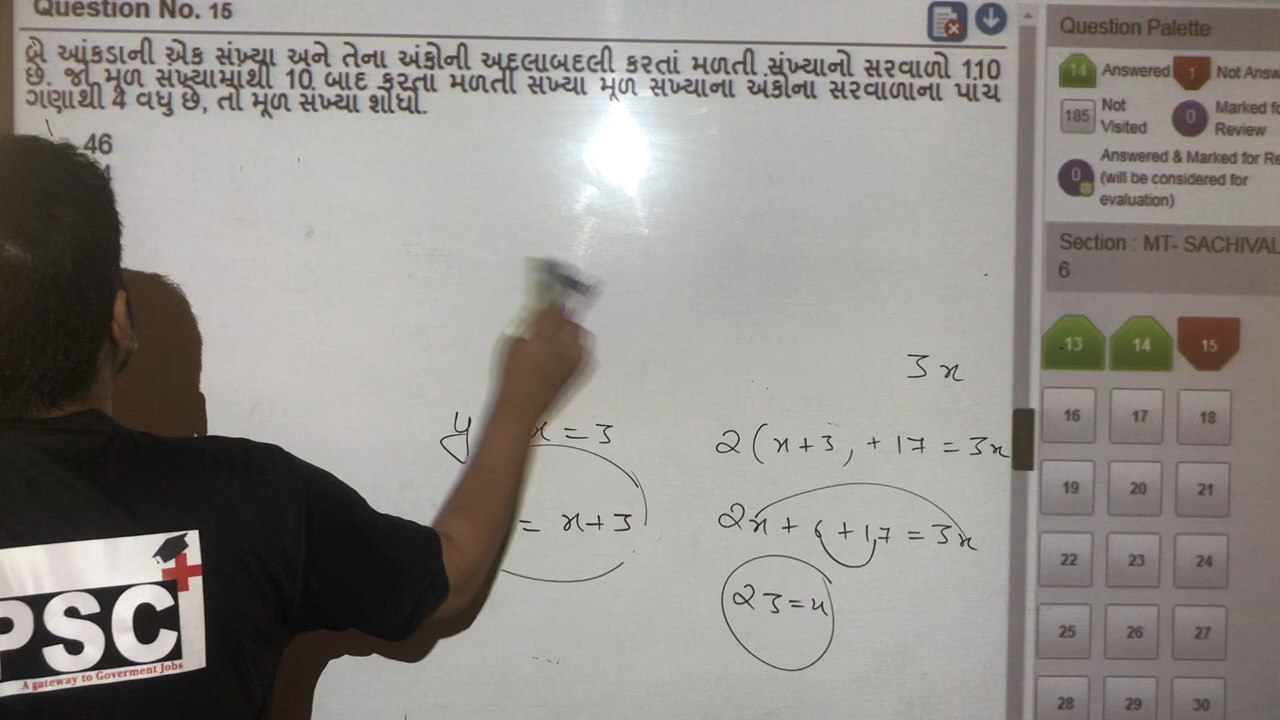 Question No. 15
બે આંકડાની એક સંખ્યા અને તેના અંકોની અદલાબદલી કરતાં મળતી સંખ્યાનો સરવાળો 110
છે. જો મૂળ સંખ્યામાંથી 10 બાદ કરતા મળતી સંખ્યા મૂળ સંખ્યાના અંકોના સરવાળાના પાંચ
ગણાથી 4 વધુ છે, તો મૂળ સંખ્યા શોધો.
46
3x
x = 3
y
2(x+3) + 17 = 3x
= x+3
2x + 6 + 17 = 3x
23 = x
PSC
A gateway to Goverment Jobs
Question Palette
14 Answered 1 Not Answ
185 Not Visited 0 Marked fo
Review
0 Answered & Marked for Re
(will be considered for
evaluation)
Section : MT- SACHIVAL
6
13 14 15
16 17 18
19 20 21
22 23 24
25 26 27
28 29 30